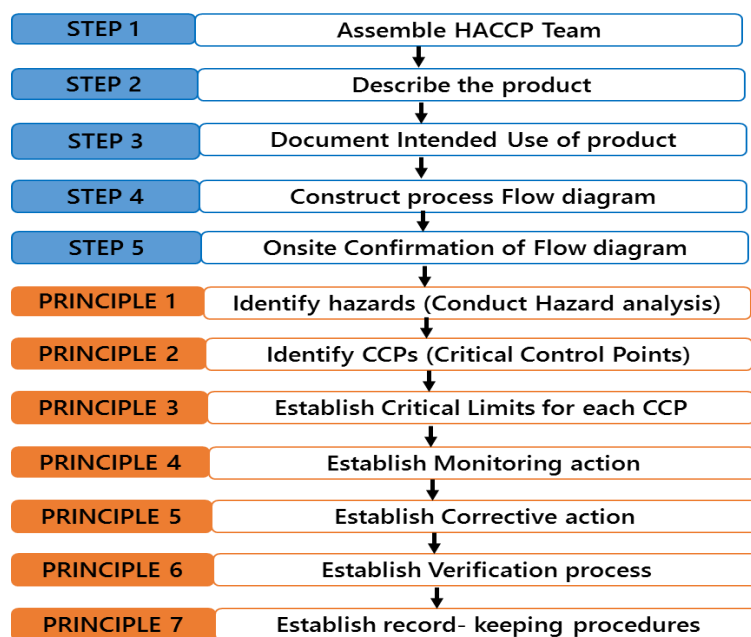 STEP 1 Assemble HACCP Team
STEP 2 Describe the product
STEP 3 Document Intended Use of product
STEP 4 Construct process Flow diagram
STEP 5 Onsite Confirmation of Flow diagram
PRINCIPLE 1 Identify hazards (Conduct Hazard analysis)
PRINCIPLE 2 Identify CCPs (Critical Control Points)
PRINCIPLE 3 Establish Critical Limits for each CCP
PRINCIPLE 4 Establish Monitoring action
PRINCIPLE 5 Establish Corrective action
PRINCIPLE 6 Establish Verification process
PRINCIPLE 7 Establish record- keeping procedures